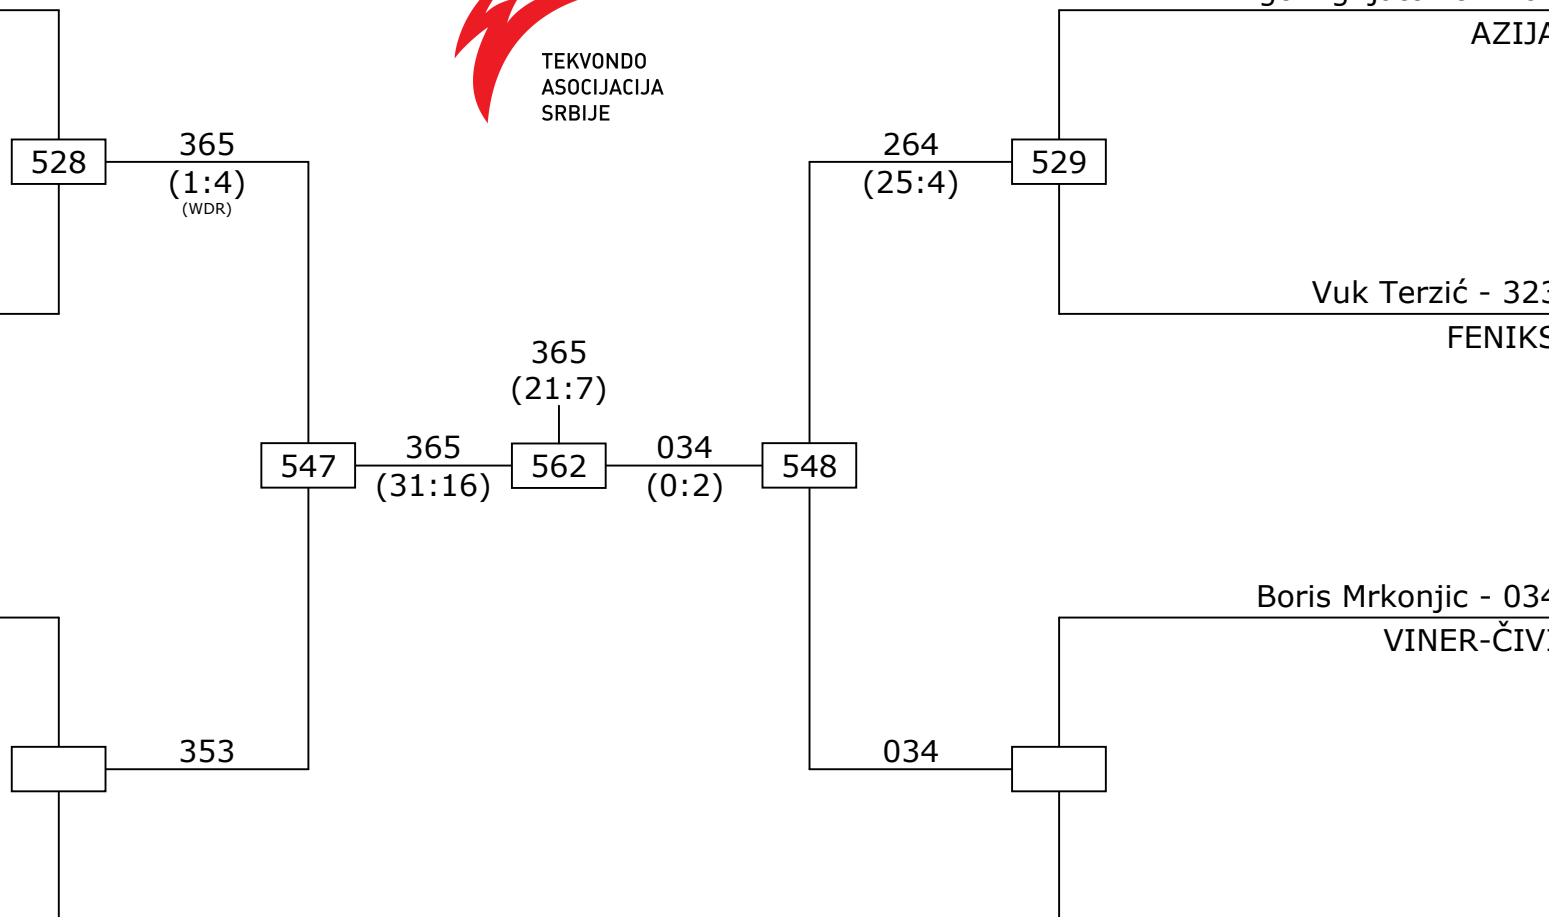 AZIJA
TEKVONDO
ASOCIJACIJA
SRBIJE
528
365
(1:4)
(WDR)
264
(25:4)
529
Vuk Terzić - 323
FENIKS
365
(21:7)
547
365
(31:16)
562
034
(0:2)
548
Boris Mrkonjic - 034
VINER-ČIVI
353
034